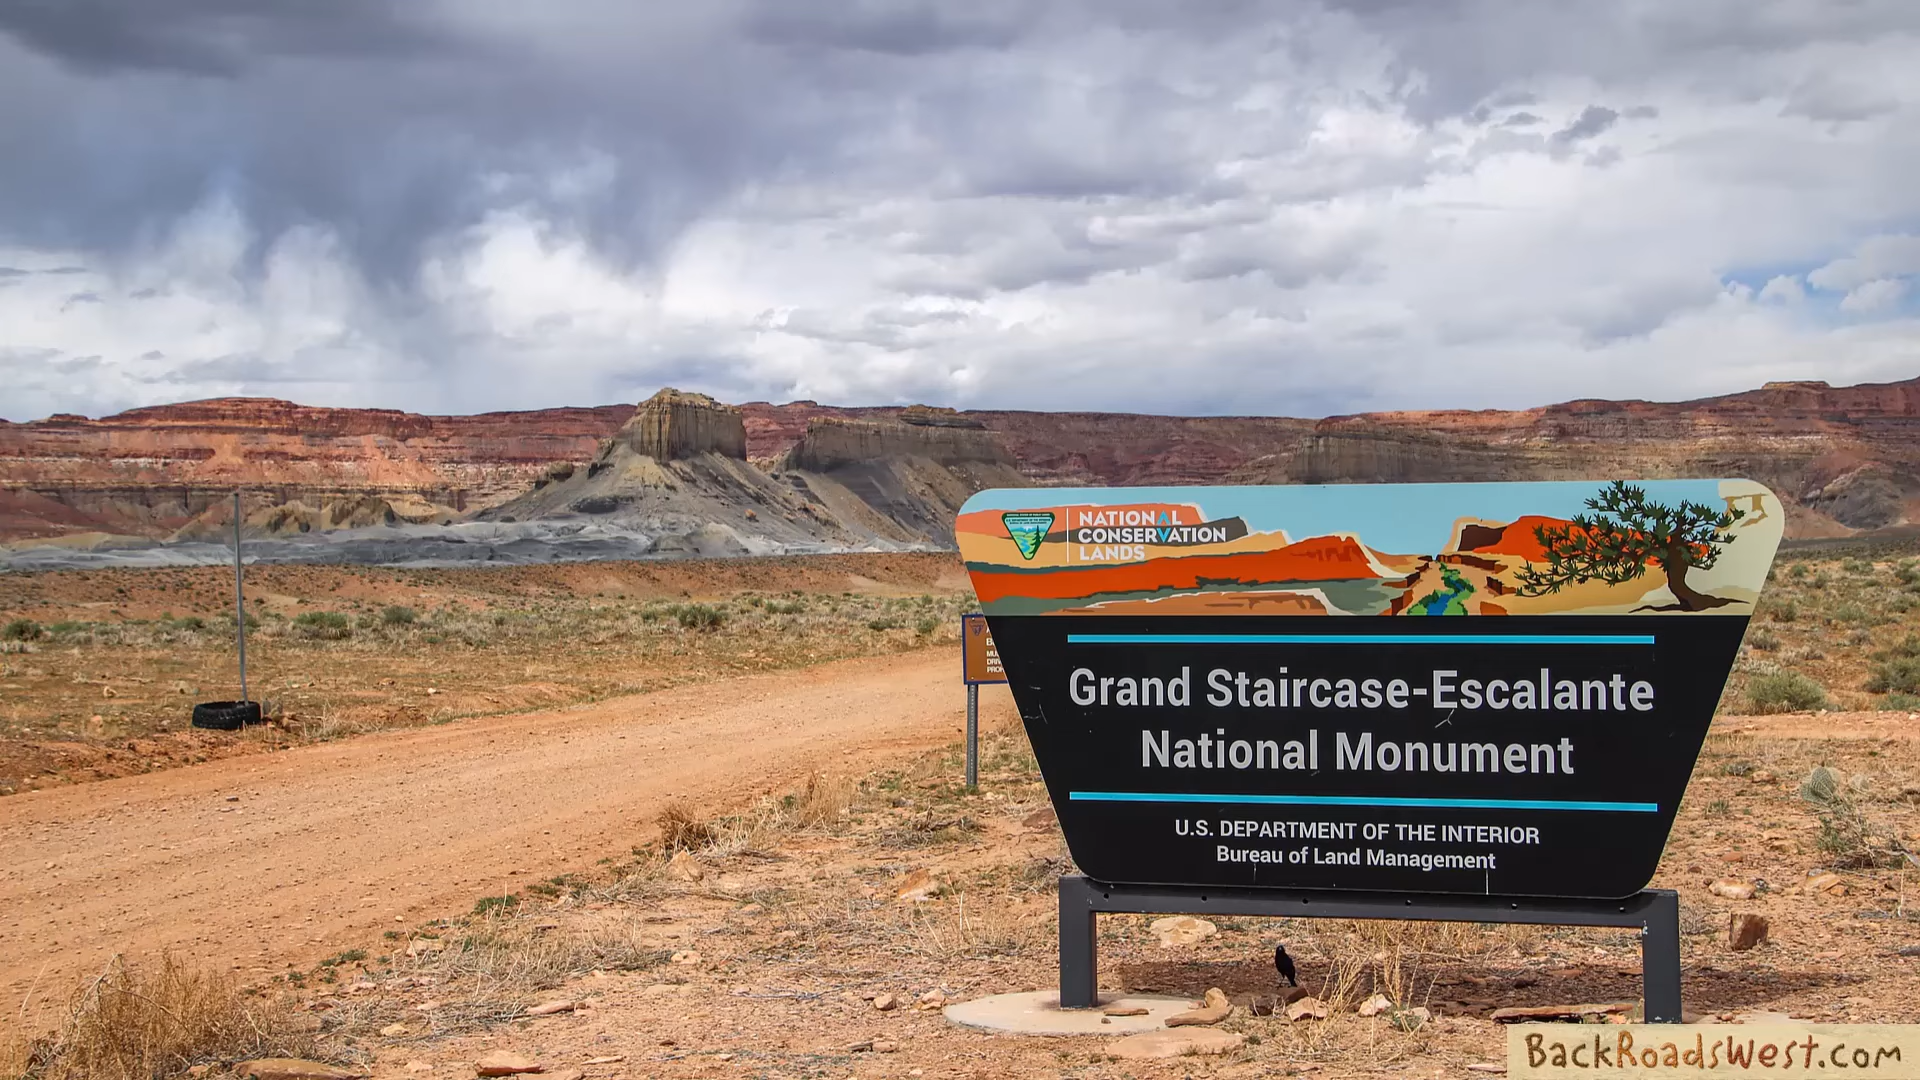 NATIONAL
CONSERVATION
LANDS
Grand Staircase-Escalante
National Monument
U.S. DEPARTMENT OF THE INTERIOR
Bureau of Land Management
BackRoadsWest.com